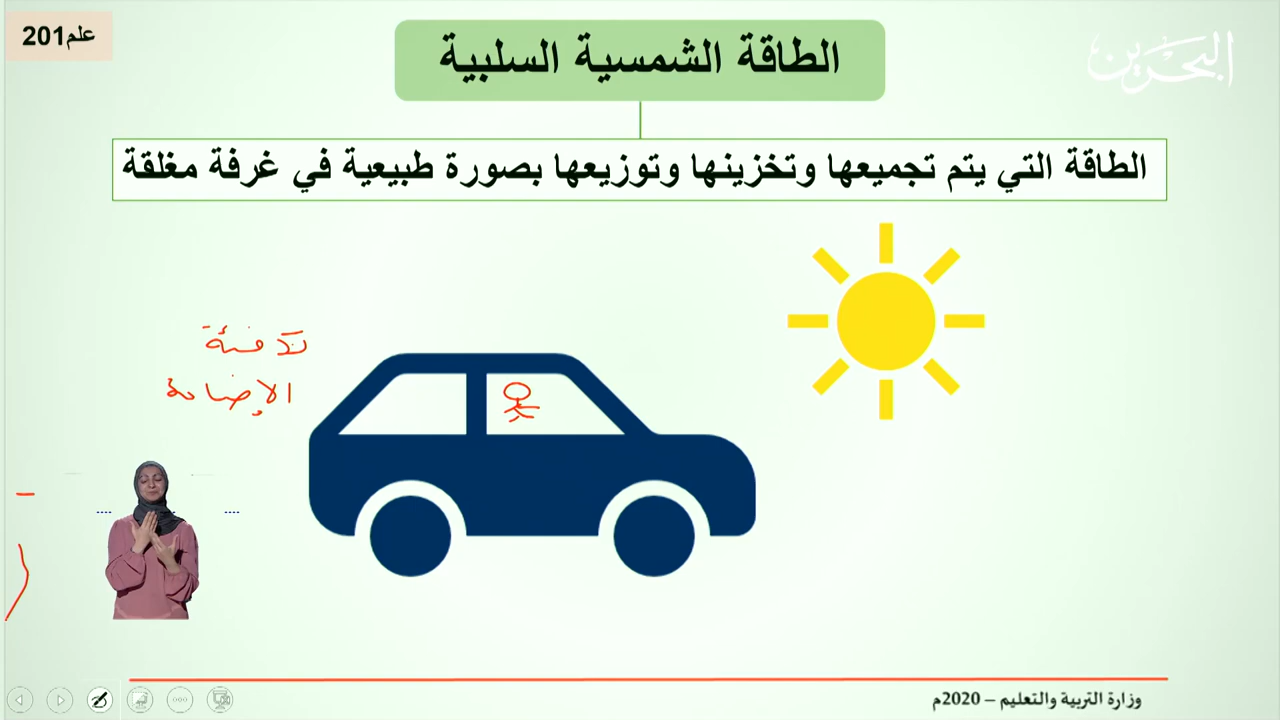 علم201
البحرين
الطاقة الشمسية السلبية
الطاقة التي يتم تجميعها وتخزينها وتوزيعها بصورة طبيعية في غرفة مغلقة
تدفئة
الإضاءة
وزارة التربية والتعليم – 2020م